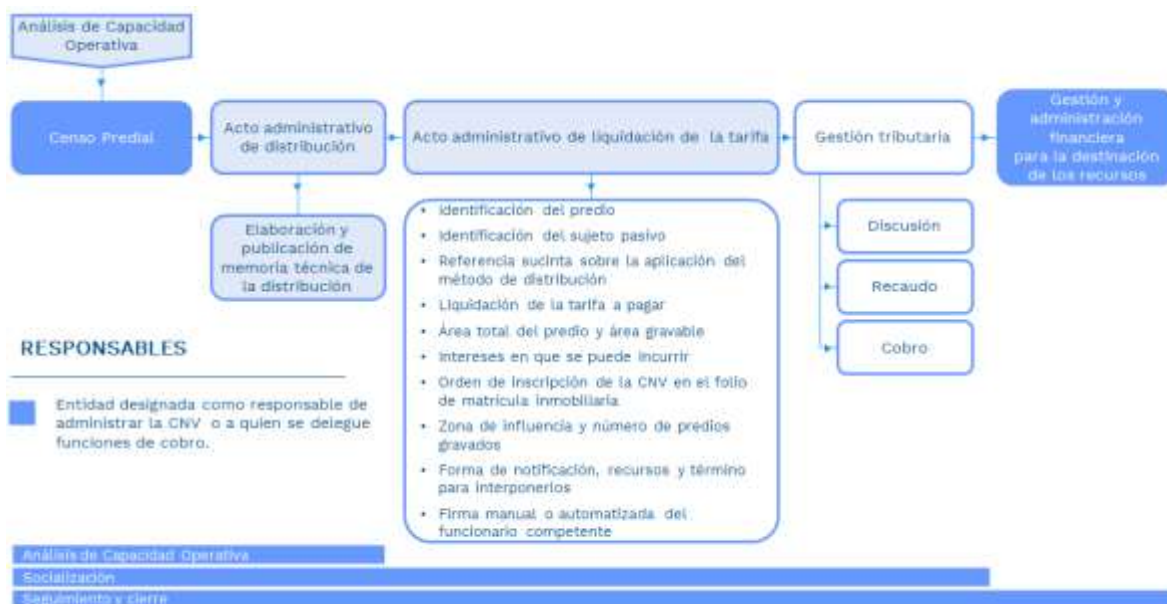 Análisis de Capacidad
Operativa
Censo Predial
Acto administrativo
de distribución
Acto administrativo de liquidación de la tarifa
Gestión tributaria
Gestión y
administración
financiera
para la destinación
de los recursos
Elaboración y
publicación de
memoria técnica de
la distribución
• Identificación del predio
• Identificación del sujeto pasivo
• Referencia sucinta sobre la aplicación del
método de distribución
• Liquidación de la tarifa a pagar
• Área total del predio y área gravable
• Intereses en que se puede incurrir
• Orden de inscripción de la CNV en el folio
de matrícula inmobiliaria
• Zona de influencia y número de predios
gravados
• Forma de notificación, recursos y término
para interponerlos
• Firma manual o automatizada del
funcionario competente
Discusión
Recaudo
Cobro
RESPONSABLES
Entidad designada como responsable de
administrar la CNV o a quien se delegue
funciones de cobro.
Análisis de Capacidad Operativa
Socialización
Seguimiento y cierre